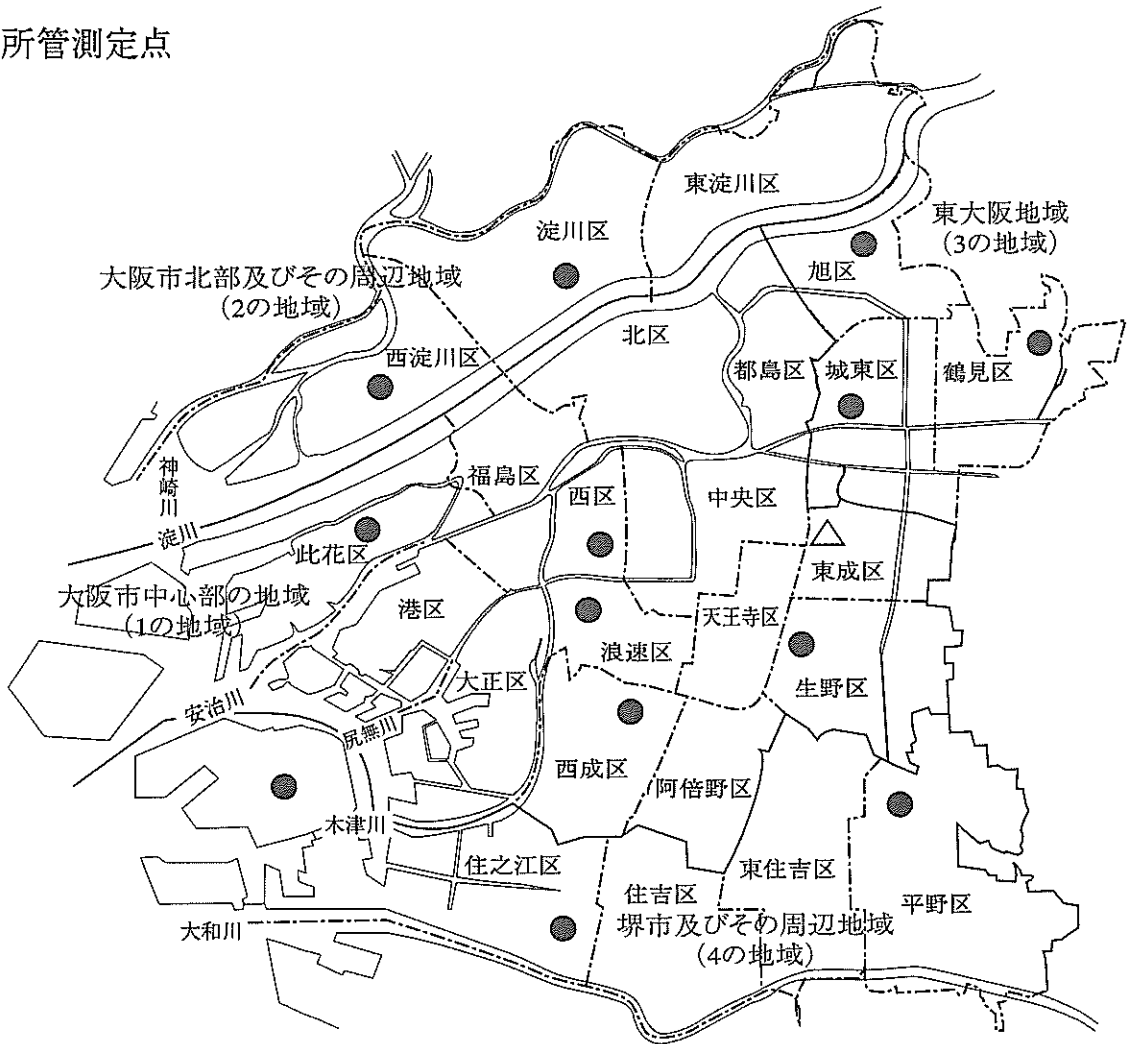 所管測定点
東淀川区
淀川区
東大阪地域
(3の地域)
旭区
大阪市北部及びその周辺地域
(2の地域)
北区
西淀川区
都島区
城東区
鶴見区
神崎川
福島区
西区
中央区
淀川
此花区
東成区
大阪市中心部の地域
(1の地域)
港区
天王寺区
浪速区
生野区
大正区
安治川
尻無川
西成区
阿倍野区
木津川
住之江区
東住吉区
住吉区
平野区
大和川
堺市及びその周辺地域
(4の地域)